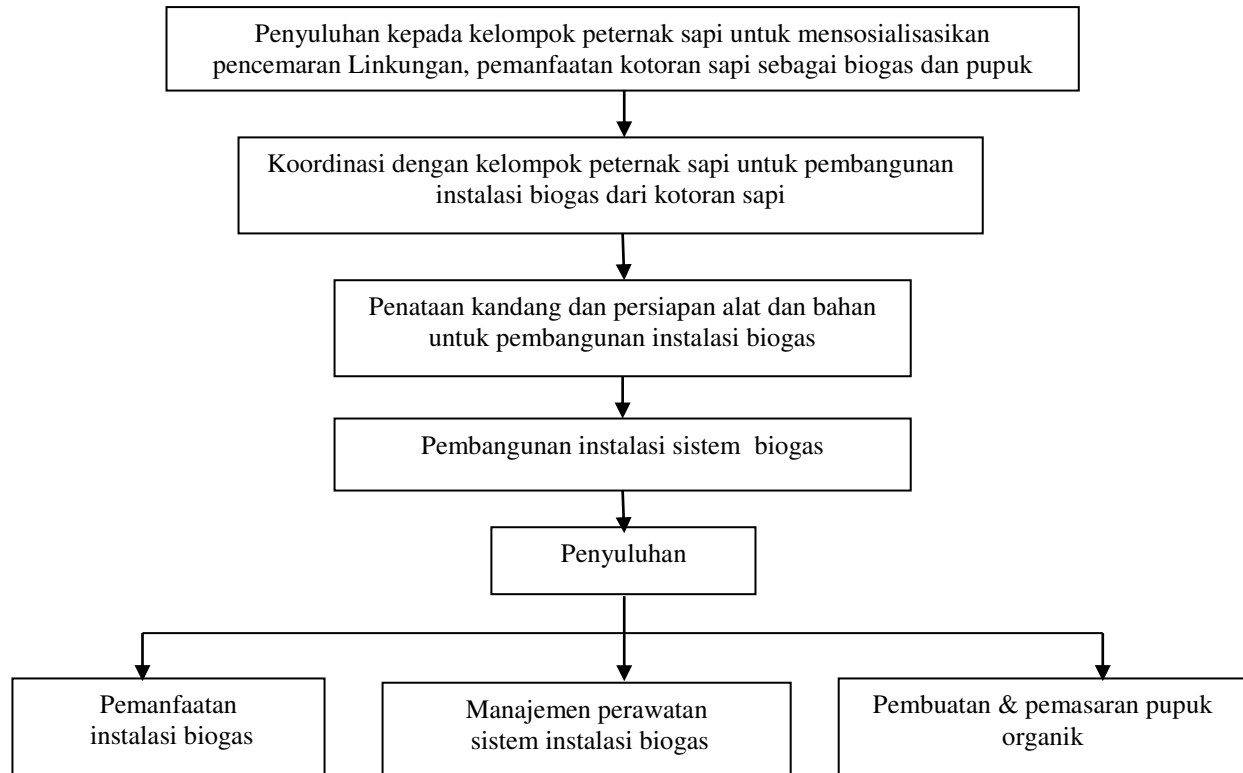 Penyuluhan kepada kelompok peternak sapi untuk mensosialisasikan
pencemaran Linkungan, pemanfaatan kotoran sapi sebagai biogas dan pupuk
Koordinasi dengan kelompok peternak sapi untuk pembangunan
instalasi biogas dari kotoran sapi
Penataan kandang dan persiapan alat dan bahan
untuk pembangunan instalasi biogas
Pembangunan instalasi sistem biogas
Penyuluhan
Pemanfaatan
instalasi biogas
Manajemen perawatan
sistem instalasi biogas
Pembuatan & pemasaran pupuk
organik